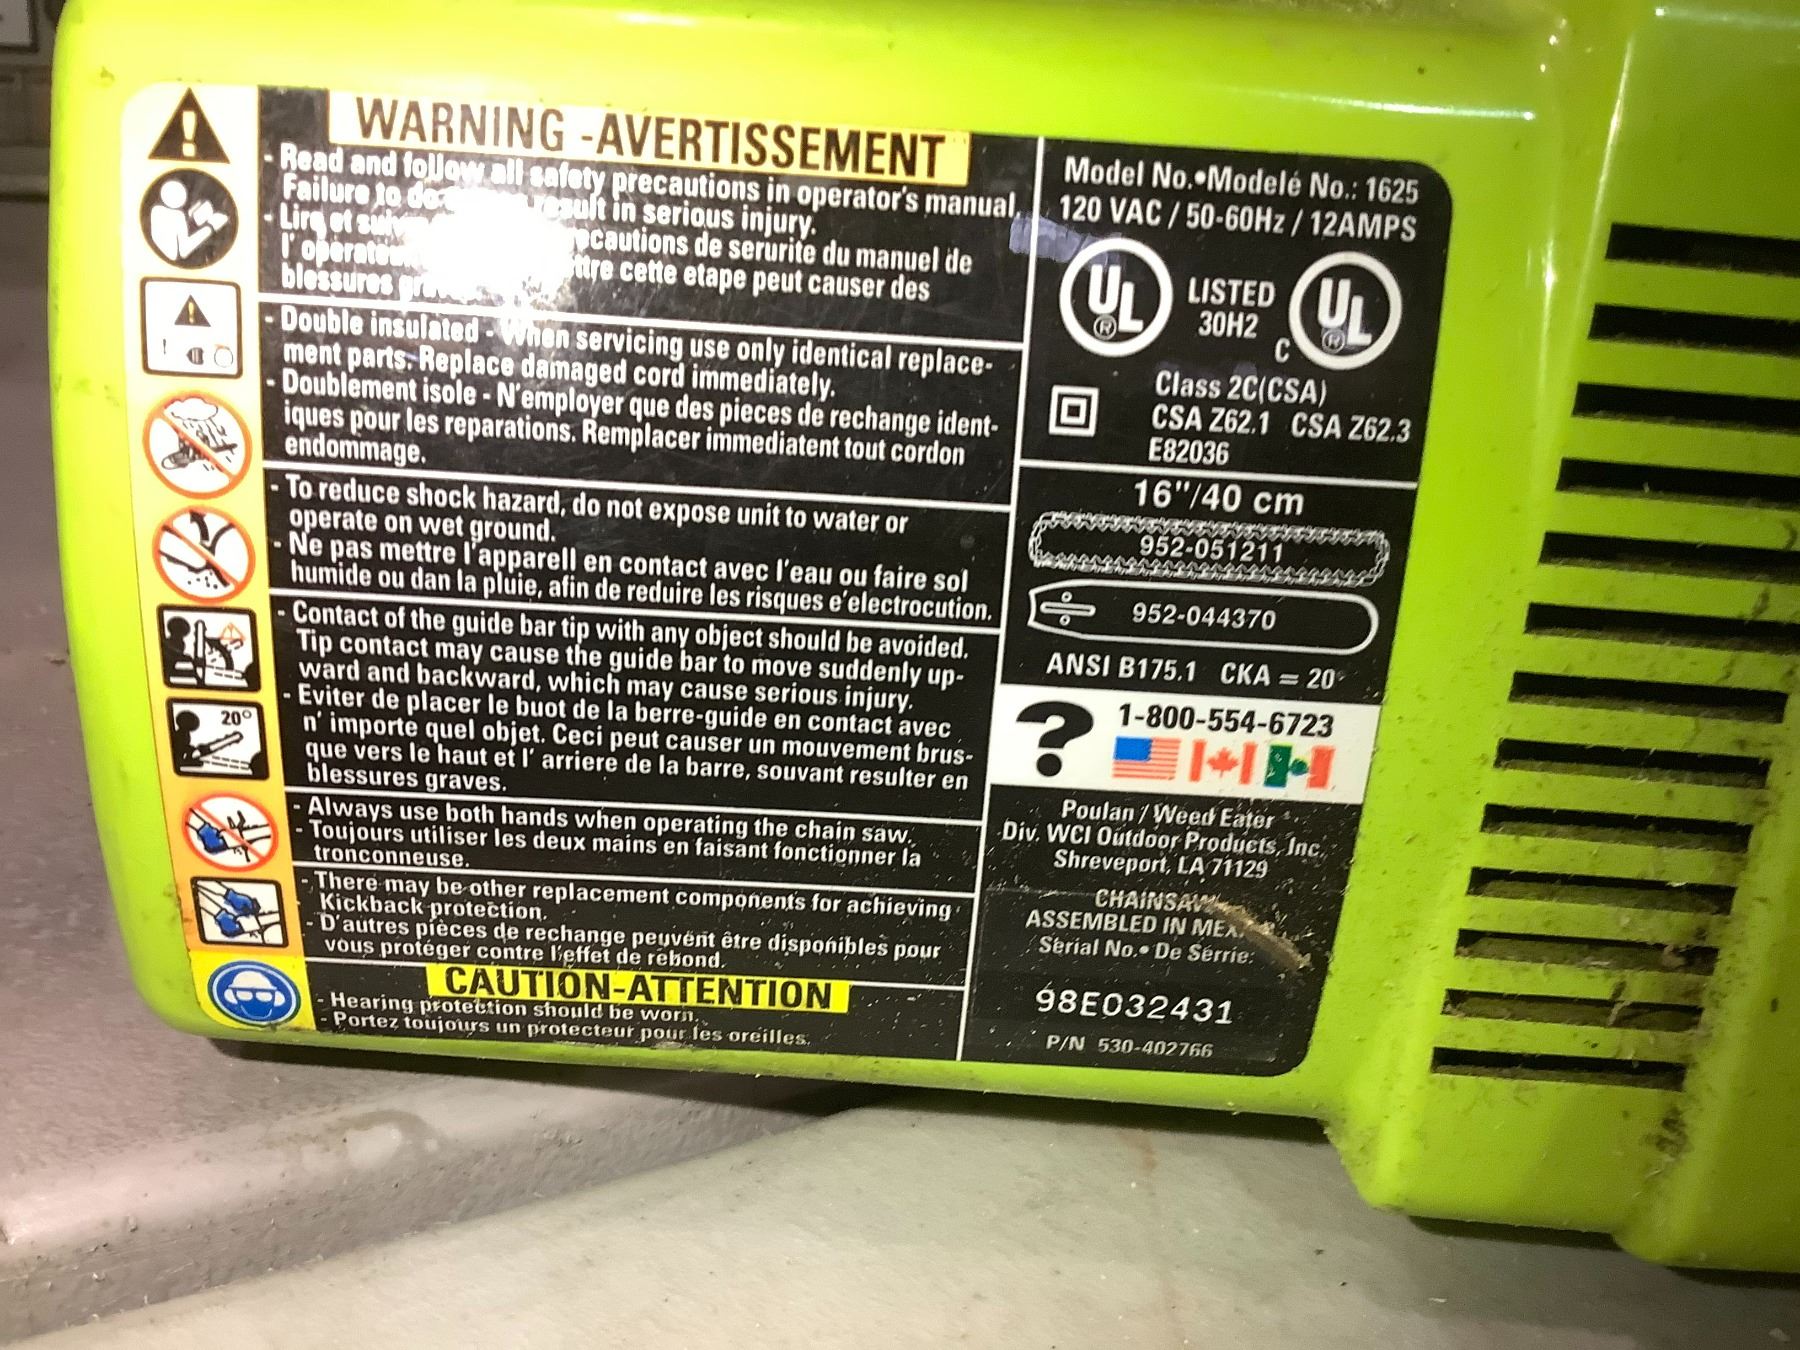 WARNING -AVERTISSEMENT
- Read and follow all safety precautions in operator's manual.
Failure to do result in serious injury.
- Lire et cautions de serurite du manuel de
l' cette etape peut causer des
blessures
- Double insulated - When servicing use only identical replace-
ment parts. Replace damaged cord immediately.
- Doublement isole - N'employer que des pieces de rechange ident-
iques pour les reparations. Remplacer immediatent tout cordon
endommage.
- To reduce shock hazard, do not expose unit to water or
operate on wet ground.
- Ne pas mettre l'apparell en contact avec l'eau ou faire sol
humide ou dan la pluie, afin de reduire les risques e'electrocution.
- Contact of the guide bar tip with any object should be avoided.
Tip contact may cause the guide bar to move suddenly up-
ward and backward, which may cause serious injury.
- Eviter de placer le buot de la berre-guide en contact avec
n' importe quel objet. Ceci peut causer un mouvement brus-
que vers le haut et l' arriere de la barre, souvant resulter en
blessures graves.
20°
- Always use both hands when operating the chain saw.
- Toujours utiliser les deux mains en faisant fonctionner la
tronconneuse.
- There may be other replacement components for achieving
Kickback protection.
- D'autres pièces de rechange peuvent être disponibles pour
vous protéger contre l'effet de rebond.
CAUTION-ATTENTION
- Hearing protection should be worn.
- Portez toujours un protecteur pour les oreilles.
Model No.•Modelé No.: 1625
120 VAC / 50-60Hz / 12AMPS
UL® LISTED C UL®
30H2
Class 2C(CSA)
CSA Z62.1 CSA Z62.3
E82036
16"/40 cm
952-051211
952-044370
ANSI B175.1 CKA = 20°
? 1-800-554-6723
Poulan / Weed Eater
Div. WCI Outdoor Products, Inc.
Shreveport, LA 71129
CHAINSAW
ASSEMBLED IN
Serial No.• De Serrie:
98E032431
P/N 530-402766